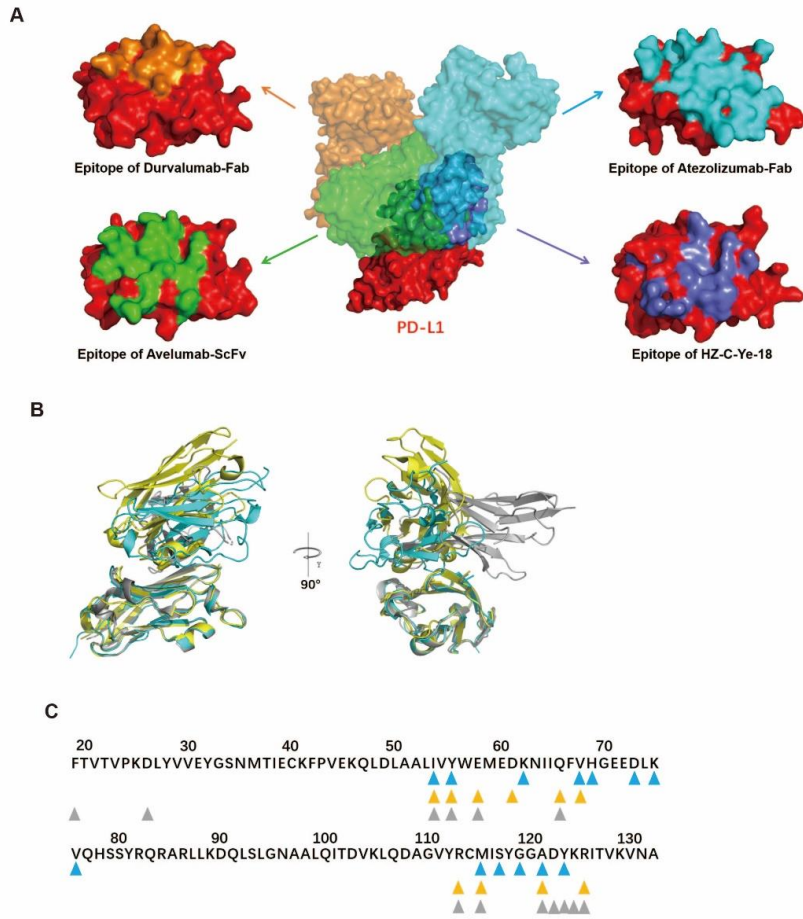 A
Epitope of Durvalumab-Fab
Epitope of Atezolizumab-Fab
Epitope of Avelumab-ScFv
PD-L1
Epitope of HZ-C-Ye-18
B
90°
C
20 30 40 50 60 70
FTVTVPKDLYVVEYGSNMTIECKFPVEKQLDLAALIVYWEMEDKNIIQFVHGEEDLK
80 90 100 110 120 130
VQHSSYRQRARLLKDQLSLGNAALQITDVKLQDAGVYRCMISYGGADYKRITVKVNA